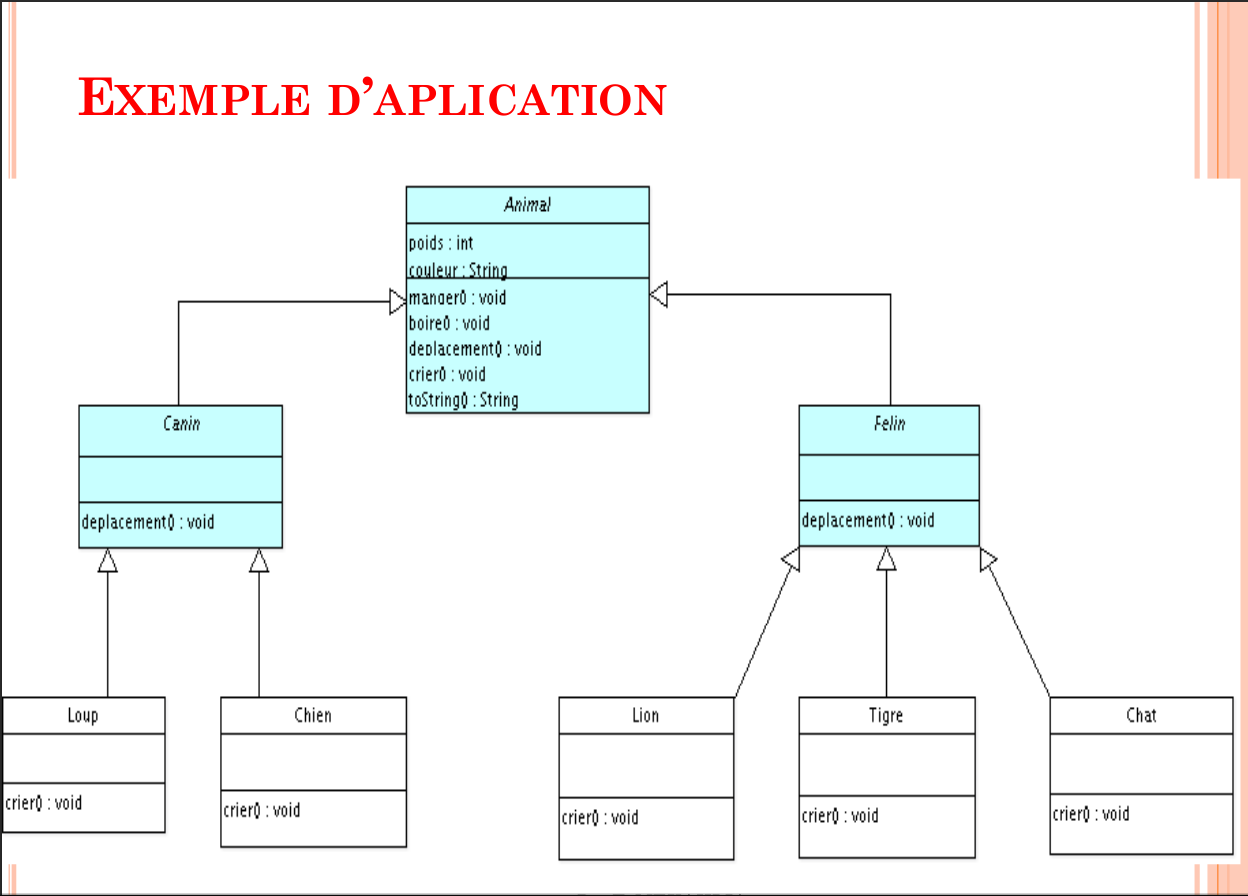 EXEMPLE D'APLICATION
Animal
poids : int
couleur : String
manger() : void
boire() : void
deplacement() : void
crier() : void
toString() : String
Canin
deplacement() : void
Felin
deplacement() : void
Loup
crier() : void
Chien
crier() : void
Lion
crier() : void
Tigre
crier() : void
Chat
crier() : void